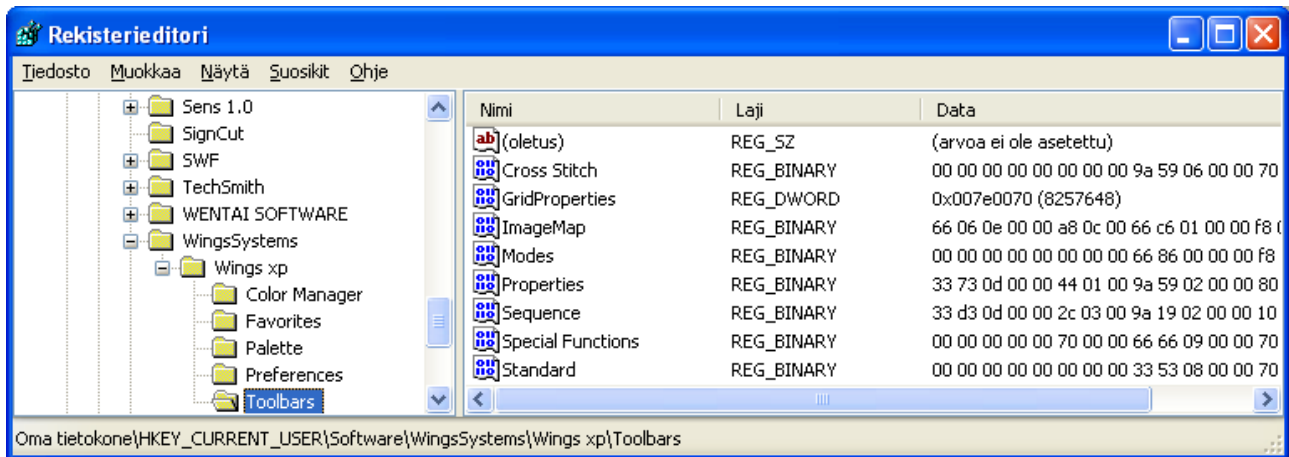 Rekisterieditori
Tiedosto Muokkaa Näytä Suosikit Ohje
Sens 1.0
SignCut
SWF
TechSmith
WENTAI SOFTWARE
WingsSystems
Wings xp
Color Manager
Favorites
Palette
Preferences
Toolbars
Nimi Laji Data
(oletus) REG_SZ (arvoa ei ole asetettu)
Cross Stitch REG_BINARY 00 00 00 00 00 00 00 00 9a 59 06 00 00 70
GridProperties REG_DWORD 0x007e0070 (8257648)
ImageMap REG_BINARY 66 06 0e 00 00 a8 0c 00 66 c6 01 00 00 f8
Modes REG_BINARY 00 00 00 00 00 00 00 00 66 86 00 00 00 f8
Properties REG_BINARY 33 73 0d 00 00 44 01 00 9a 59 02 00 00 80
Sequence REG_BINARY 33 d3 0d 00 00 2c 03 00 9a 19 02 00 00 10
Special Functions REG_BINARY 00 00 00 00 00 70 00 00 66 66 09 00 00 70
Standard REG_BINARY 00 00 00 00 00 00 00 00 33 53 08 00 00 70
Oma tietokone\HKEY_CURRENT_USER\Software\WingsSystems\Wings xp\Toolbars